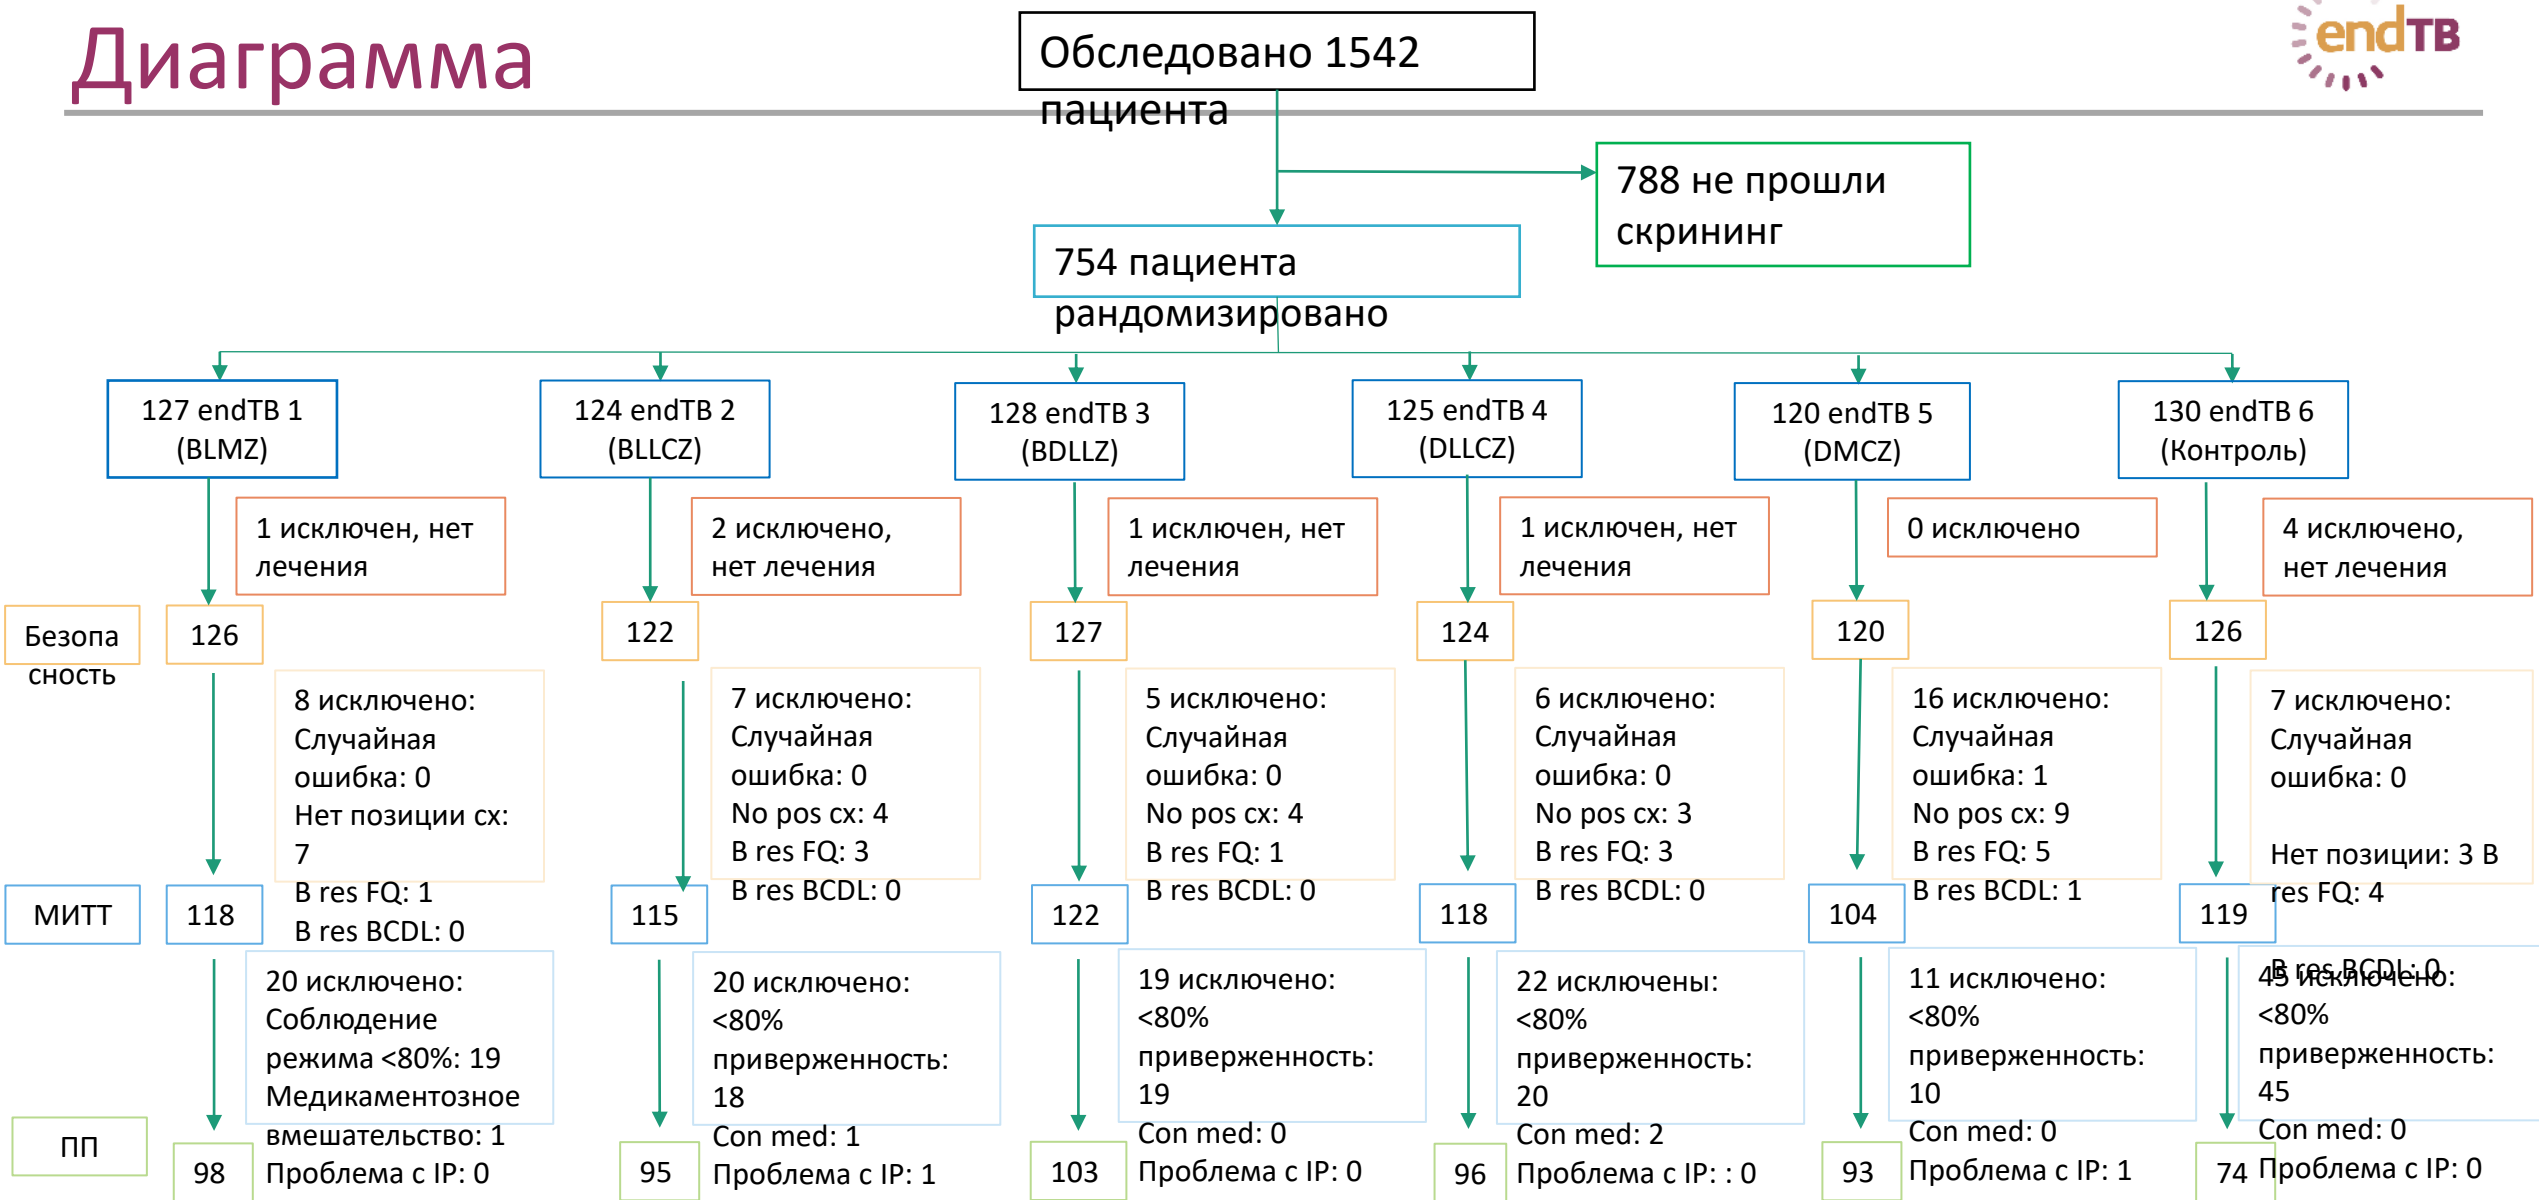 Диаграмма
Обследовано 1542
пациента
endTB
788 не прошли
скрининг
754 пациента
рандомизировано
127 endTB 1
(BLMZ)
124 endTB 2
(BLLCZ)
128 endTB 3
(BDLLZ)
125 endTB 4
(DLLCZ)
120 endTB 5
(DMCZ)
130 endTB 6
(Контроль)
1 исключен, нет
лечения
2 исключено,
нет лечения
1 исключен, нет
лечения
1 исключен, нет
лечения
0 исключено
4 исключено,
нет лечения
Безопа
сность
126
122
127
124
120
126
8 исключено:
Случайная
ошибка: 0
Нет позиции cx:
7
В res FQ: 1
В res BCDL: 0
7 исключено:
Случайная
ошибка: 0
No pos cx: 4
В res FQ: 3
В res BCDL: 0
5 исключено:
Случайная
ошибка: 0
No pos cx: 4
В res FQ: 1
В res BCDL: 0
6 исключено:
Случайная
ошибка: 0
No pos cx: 3
В res FQ: 3
В res BCDL: 0
16 исключено:
Случайная
ошибка: 1
No pos cx: 9
В res FQ: 5
В res BCDL: 1
7 исключено:
Случайная
ошибка: 0
Нет позиции: 3 В
res FQ: 4
В res BCDL: 0
МИТТ
118
115
122
118
104
119
20 исключено:
Соблюдение
режима <80%: 19
Медикаментозное
вмешательство: 1
Проблема с IP: 0
20 исключено:
<80%
приверженность:
18
Con med: 1
Проблема с IP: 1
19 исключено:
<80%
приверженность:
19
Con med: 0
Проблема с IP: 0
22 исключены:
<80%
приверженность:
20
Con med: 2
Проблема с IP: : 0
11 исключено:
<80%
приверженность:
10
Con med: 0
Проблема с IP: 1
45 исключено:
<80%
приверженность:
45
Con med: 0
Проблема с IP: 0
ПП
98
95
103
96
93
74